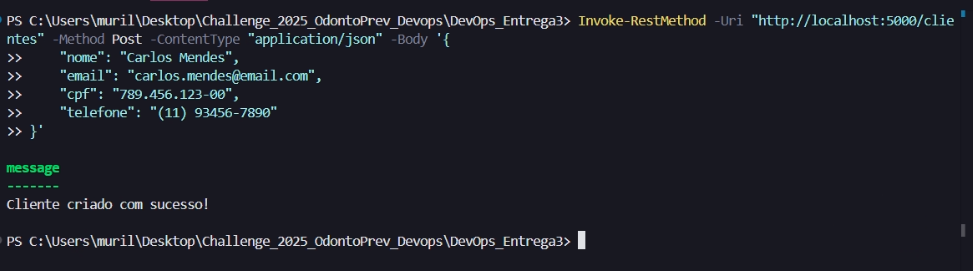 PS C:\Users\muril\Desktop\Challenge_2025_OdontoPrev_Devops\DevOps_Entrega3> Invoke-RestMethod -Uri "http://localhost:5000/clie
ntes" -Method Post -ContentType "application/json" -Body '{
>>     "nome": "Carlos Mendes",
>>     "email": "carlos.mendes@email.com",
>>     "cpf": "789.456.123-00",
>>     "telefone": "(11) 93456-7890"
>> }'
message
-------
Cliente criado com sucesso!
PS C:\Users\muril\Desktop\Challenge_2025_OdontoPrev_Devops\DevOps_Entrega3>